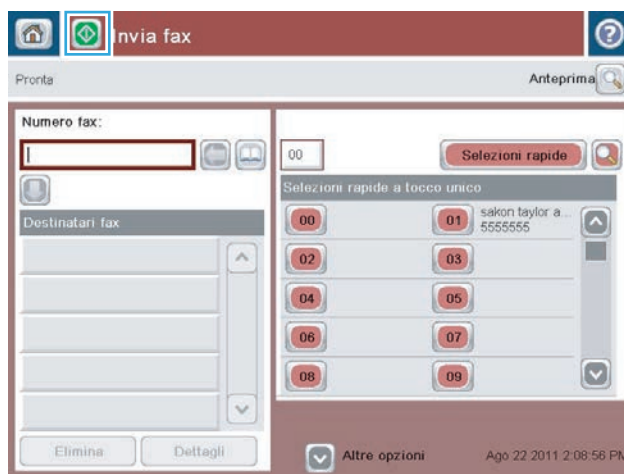 Invia fax
Pronta
Anteprima
Numero fax:
00
Selezioni rapide
Selezioni rapide a tocco unico
Destinatari fax
00
01
sakon taylor a...
5555555
02
03
04
05
06
07
08
09
Elimina
Dettagli
Altre opzioni
Ago 22 2011 2:08:56 PM